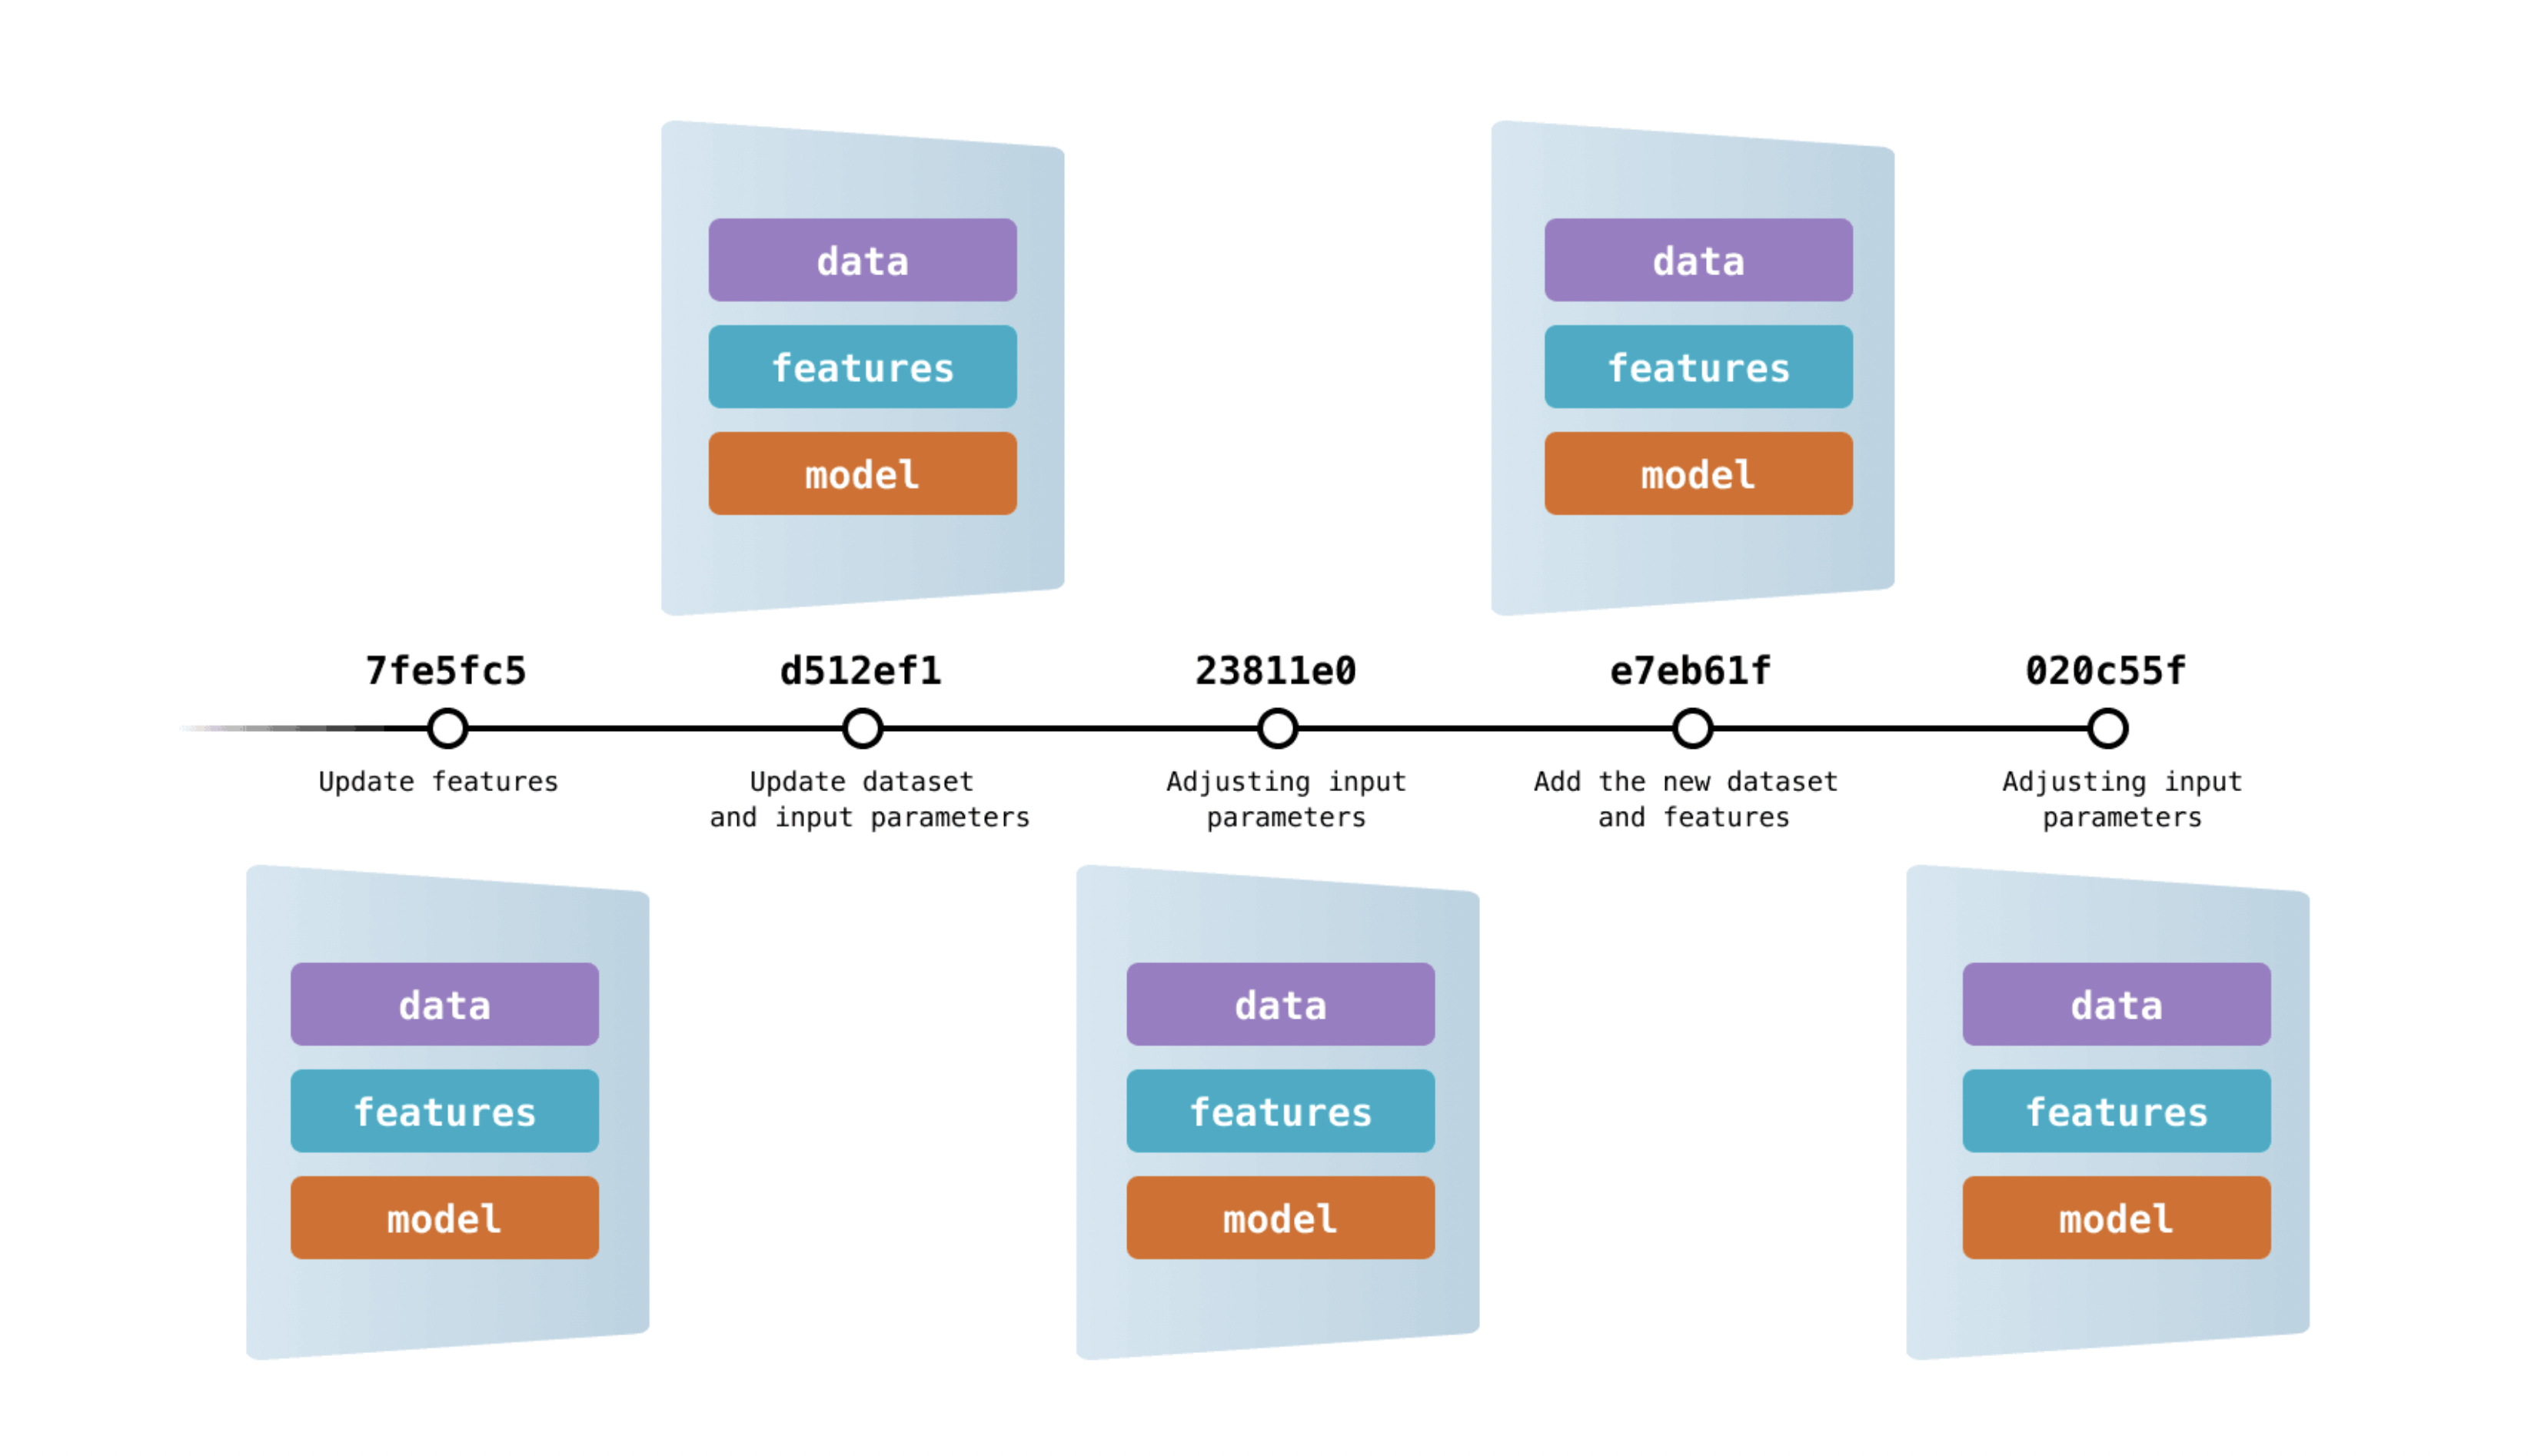 data
features
model
data
features
model
7fe5fc5
d512ef1
23811e0
e7eb61f
020c55f
Update features
Update dataset
and input parameters
Adjusting input
parameters
Add the new dataset
and features
Adjusting input
parameters
data
features
model
data
features
model
data
features
model